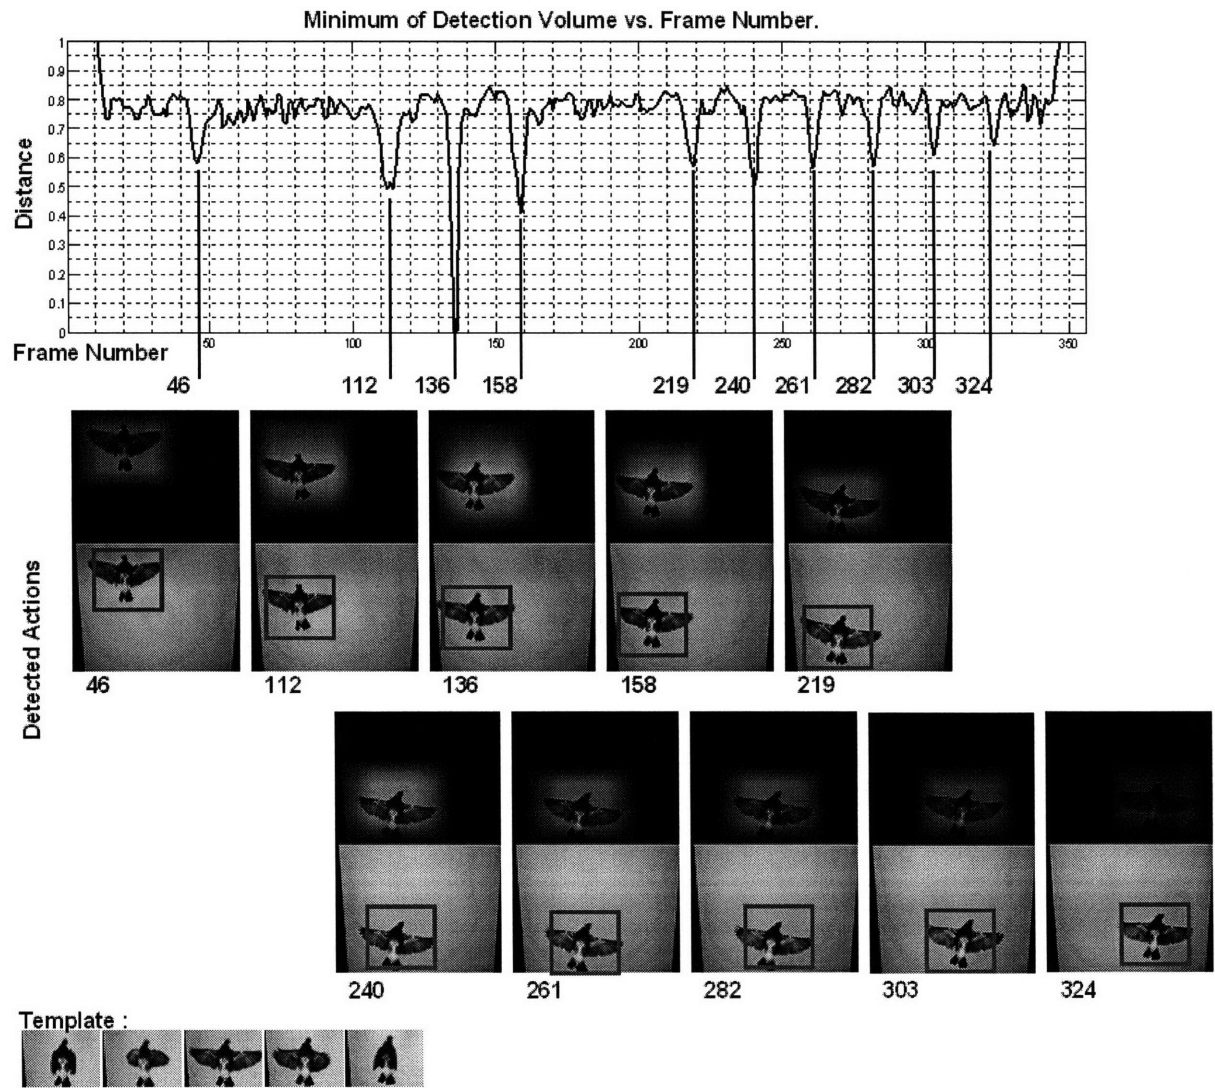 Minimum of Detection Volume vs. Frame Number.
1
0.9
0.8
0.7
0.6
0.5
0.4
0.3
0.2
0.1
0
Distance
50 100 150 200 250 300 350
Frame Number
46 112 136 158 219 240 261 282 303 324
Detected Actions
46 112 136 158 219
240 261 282 303 324
Template :